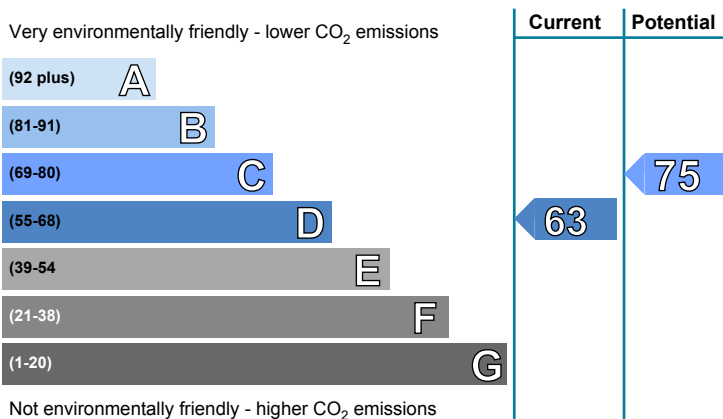 Very environmentally friendly - lower CO2 emissions
Current
Potential
(92 plus) A
(81-91) B
(69-80) C
75
(55-68) D
63
(39-54 E
(21-38) F
(1-20) G
Not environmentally friendly - higher CO2 emissions